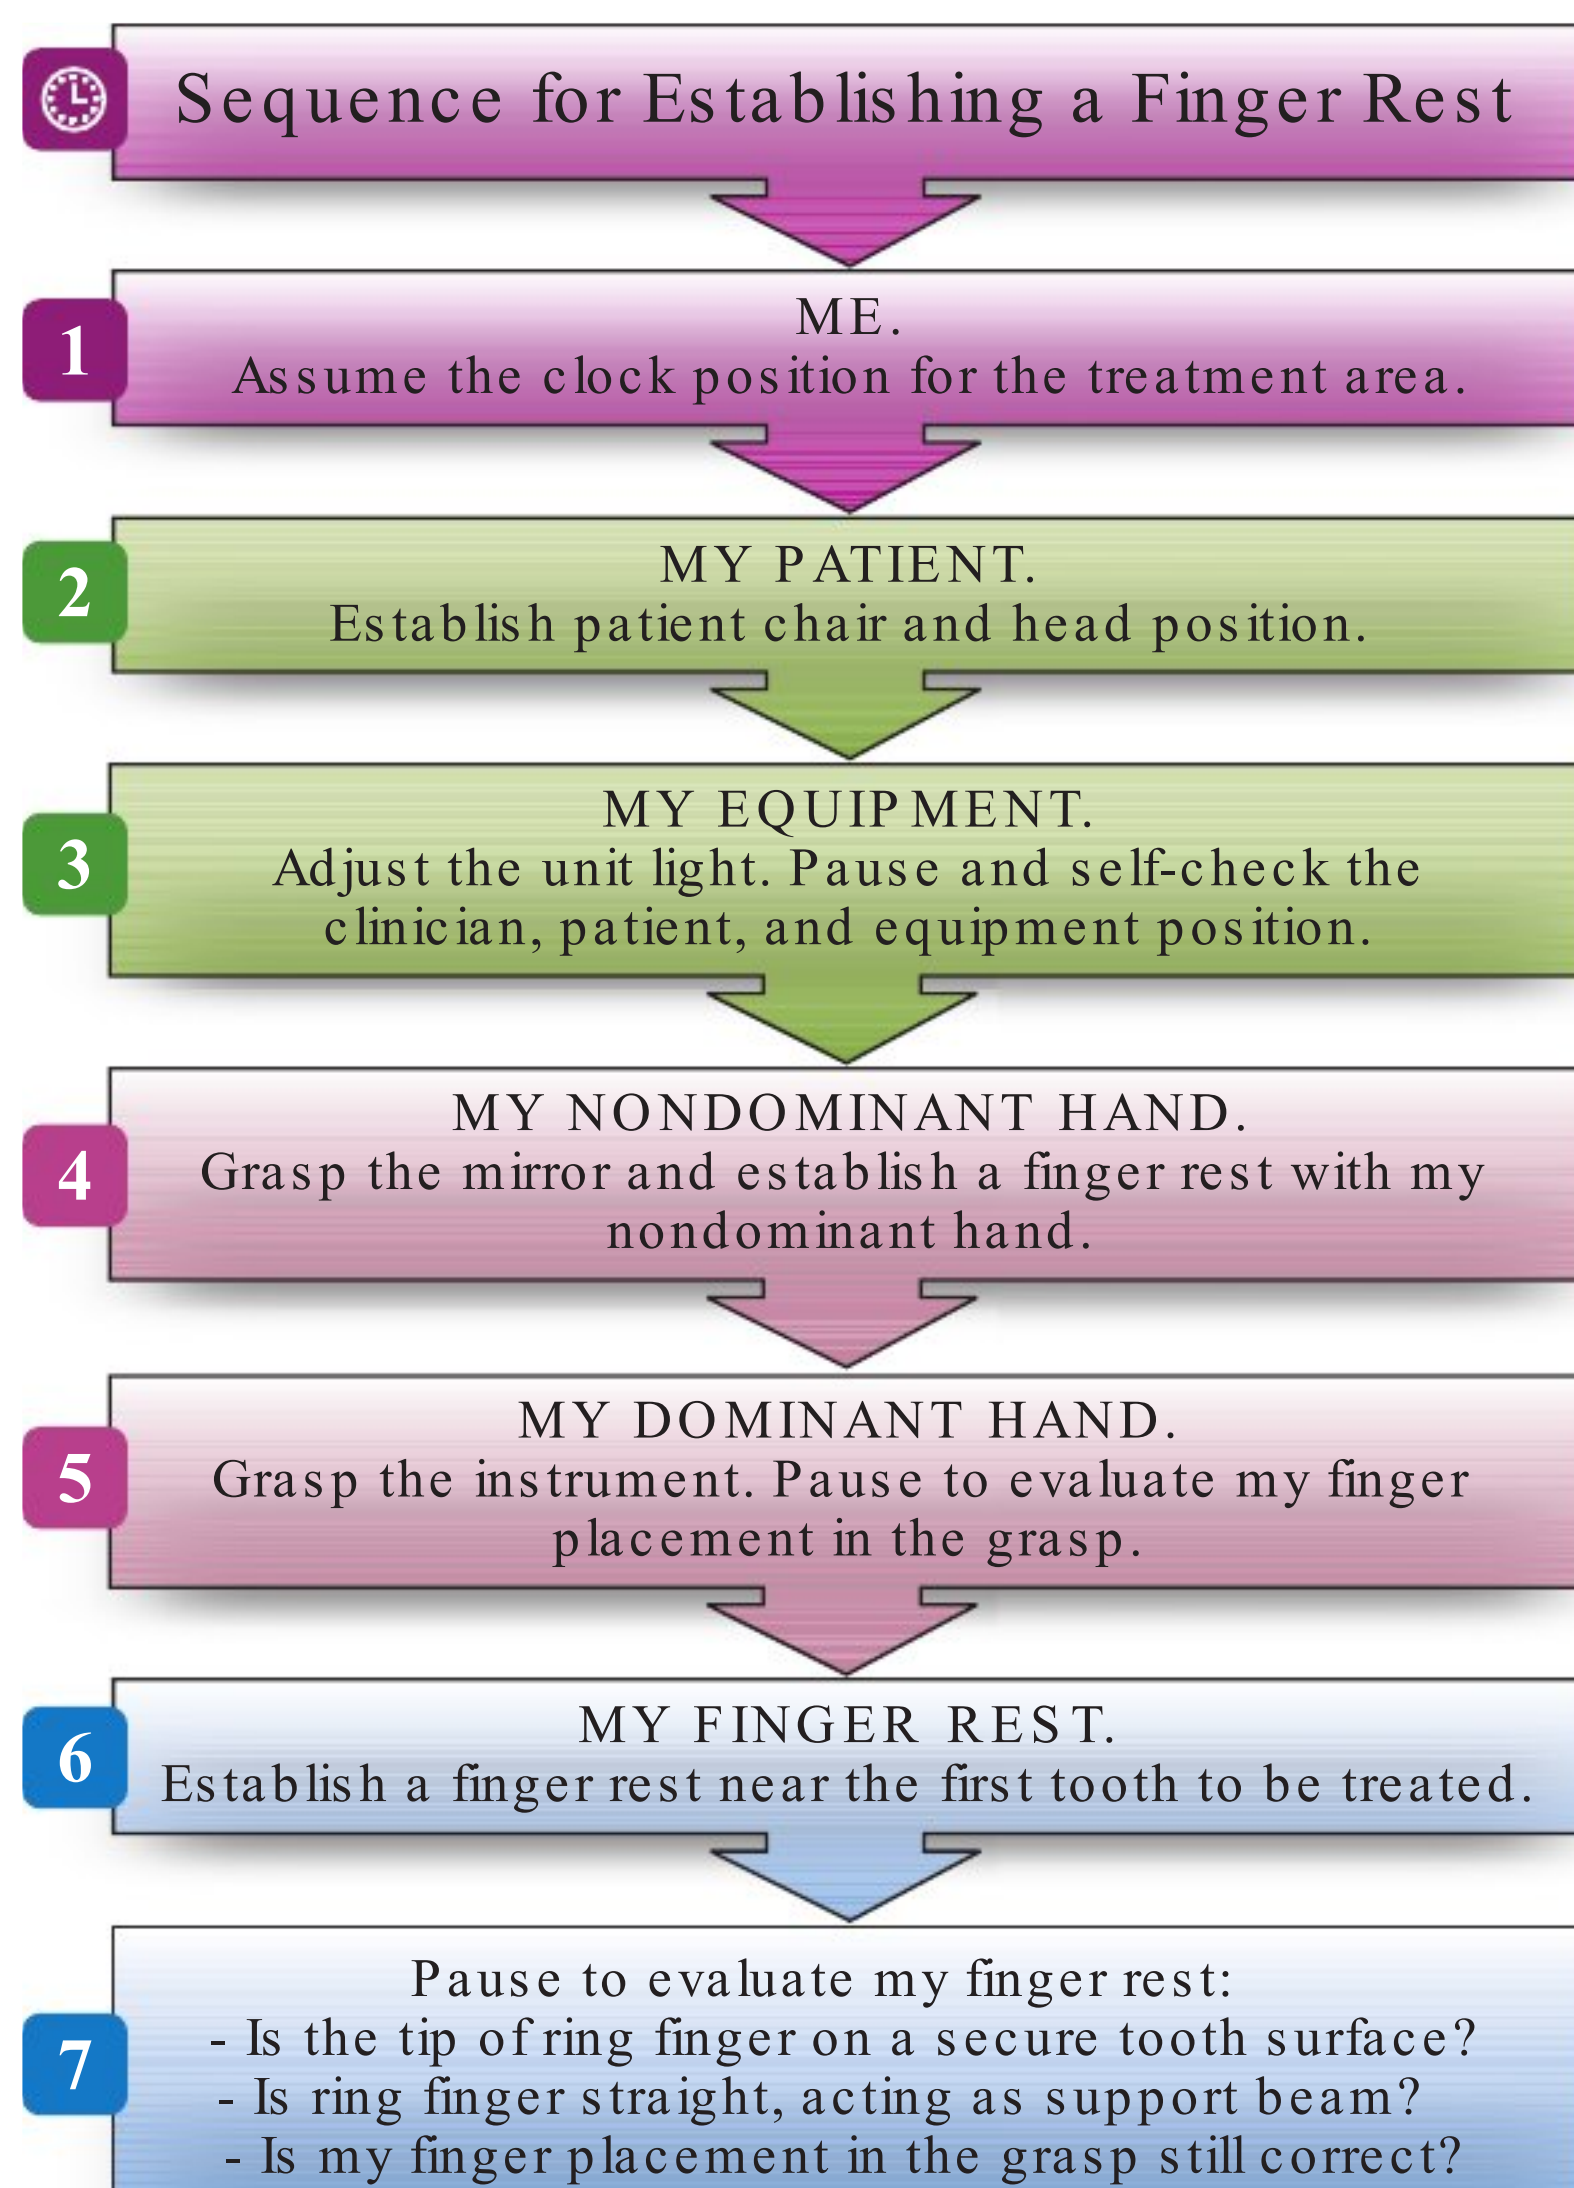 Sequence for Establishing a Finger Rest
1
ME.
Assume the clock position for the treatment area.
2
MY PATIENT.
Establish patient chair and head position.
3
MY EQUIPMENT.
Adjust the unit light. Pause and self-check the
clinician, patient, and equipment position.
4
MY NONDOMINANT HAND.
Grasp the mirror and establish a finger rest with my
nondominant hand.
5
MY DOMINANT HAND.
Grasp the instrument. Pause to evaluate my finger
placement in the grasp.
6
MY FINGER REST.
Establish a finger rest near the first tooth to be treated.
7
Pause to evaluate my finger rest:
- Is the tip of ring finger on a secure tooth surface?
- Is ring finger straight, acting as support beam?
- Is my finger placement in the grasp still correct?